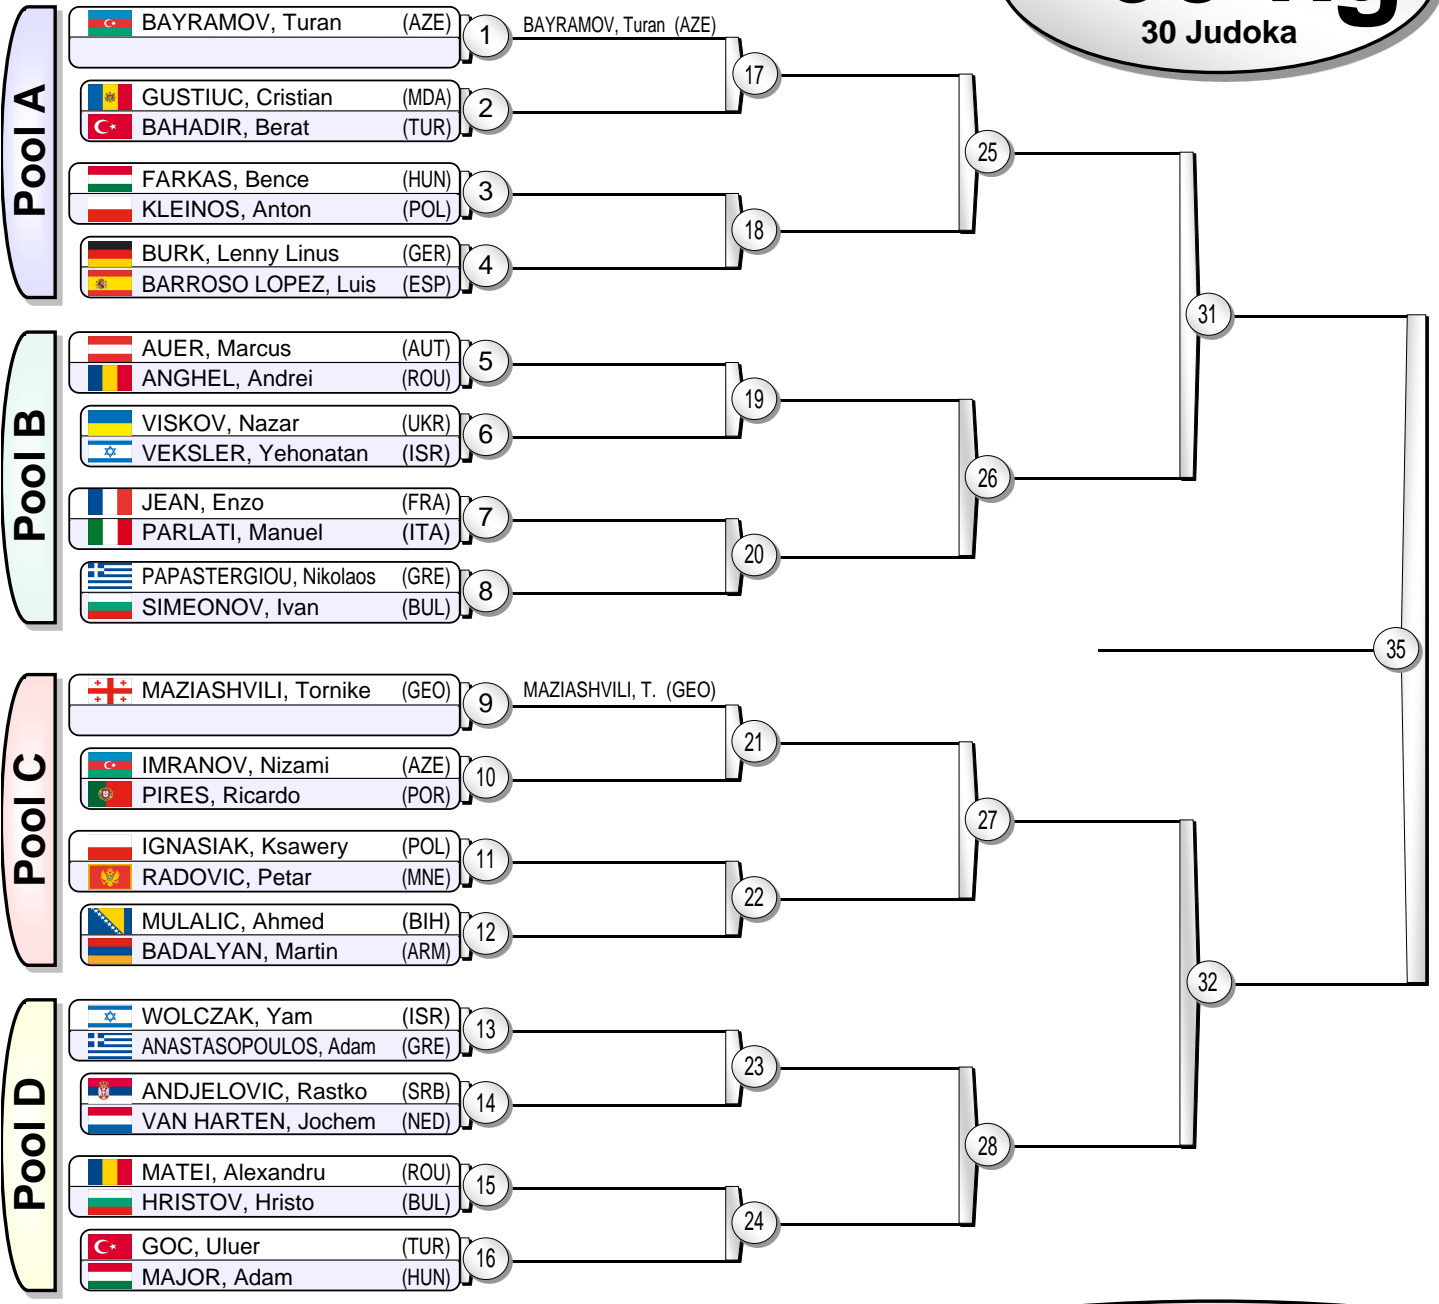 30 Judoka
Pool A
BAYRAMOV, Turan (AZE)
1
BAYRAMOV, Turan (AZE)
GUSTIUC, Cristian (MDA)
BAHADIR, Berat (TUR)
2
FARKAS, Bence (HUN)
KLEINOS, Anton (POL)
3
BURK, Lenny Linus (GER)
BARROSO LOPEZ, Luis (ESP)
4
17
18
25
Pool B
AUER, Marcus (AUT)
ANGHEL, Andrei (ROU)
5
VISKOV, Nazar (UKR)
VEKSLER, Yehonatan (ISR)
6
JEAN, Enzo (FRA)
PARLATI, Manuel (ITA)
7
PAPASTERGIOU, Nikolaos (GRE)
SIMEONOV, Ivan (BUL)
8
19
20
26
31
35
Pool C
MAZIASHVILI, Tornike (GEO)
9
MAZIASHVILI, T. (GEO)
IMRANOV, Nizami (AZE)
PIRES, Ricardo (POR)
10
IGNASIAK, Ksawery (POL)
RADOVIC, Petar (MNE)
11
MULALIC, Ahmed (BIH)
BADALYAN, Martin (ARM)
12
21
22
27
Pool D
WOLCZAK, Yam (ISR)
ANASTASOPOULOS, Adam (GRE)
13
ANDJELOVIC, Rastko (SRB)
VAN HARTEN, Jochem (NED)
14
MATEI, Alexandru (ROU)
HRISTOV, Hristo (BUL)
15
GOC, Uluer (TUR)
MAJOR, Adam (HUN)
16
23
24
28
32